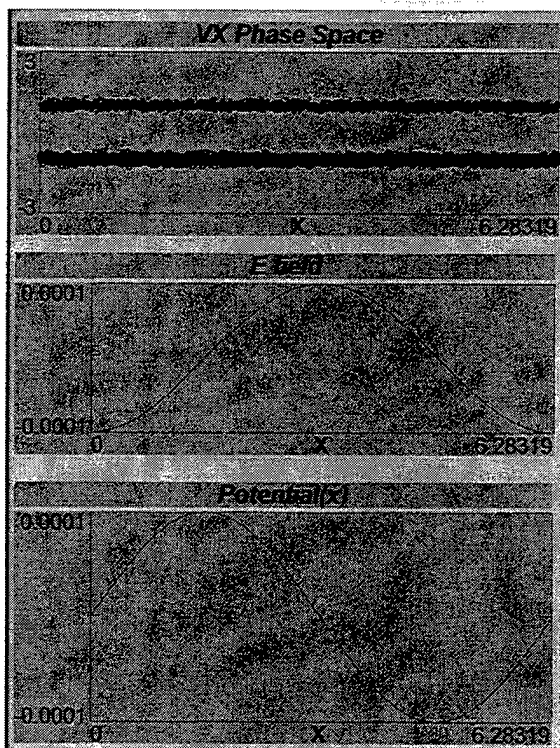 VX Phase Space
3
-3
0 X 6.28319
E field
0.0001
-0.0001
0 X 6.28319
Potential(x)
0.0001
-0.0001
0 X 6.28319